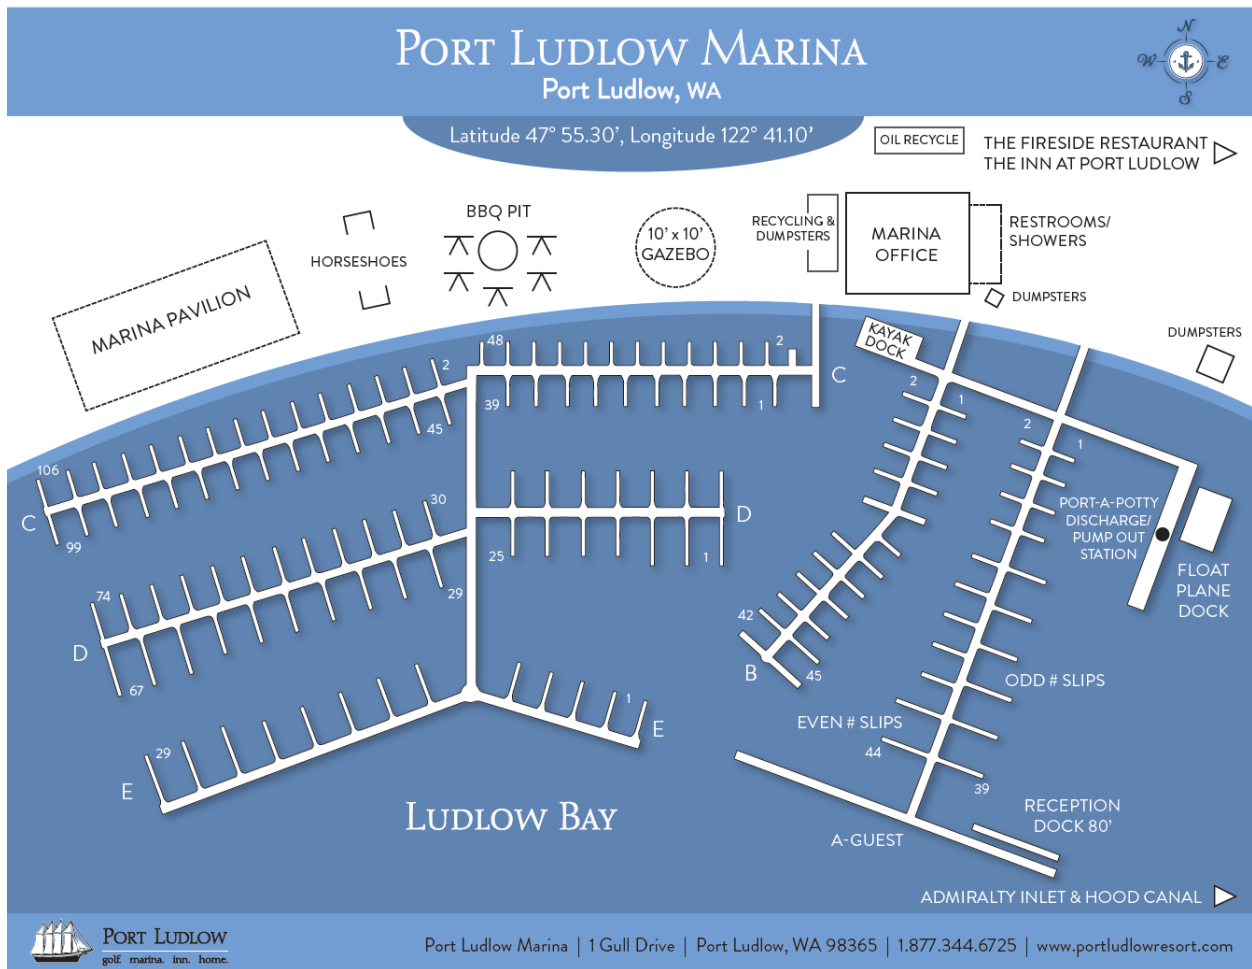 PORT LUDLOW MARINA
Port Ludlow, WA
N
W
E
S
Latitude 47° 55.30’, Longitude 122° 41.10’
OIL RECYCLE
THE FIRESIDE RESTAURANT
THE INN AT PORT LUDLOW
BBQ PIT
HORSESHOES
10’ x 10’
GAZEBO
RECYCLING &
DUMPSTERS
MARINA
OFFICE
RESTROOMS/
SHOWERS
DUMPSTERS
DUMPSTERS
MARINA PAVILION
KAYAK
DOCK
48
2
C
39
1
2
45
106
C
99
2
1
2
1
30
D
25
1
74
29
D
67
PORT-A-POTTY
DISCHARGE/
PUMP OUT
STATION
FLOAT
PLANE
DOCK
42
B
45
ODD # SLIPS
EVEN # SLIPS
44
39
1
E
29
E
LUDLOW BAY
RECEPTION
DOCK 80’
A-GUEST
ADMIRALTY INLET & HOOD CANAL
PORT LUDLOW
golf. marina. inn. home.
Port Ludlow Marina | 1 Gull Drive | Port Ludlow, WA 98365 | 1.877.344.6725 | www.portludlowresort.com